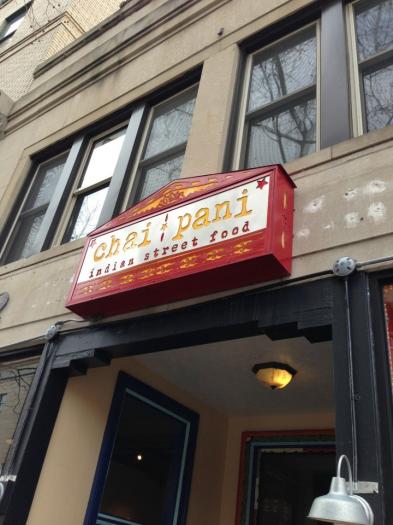 chai pani
indian street food